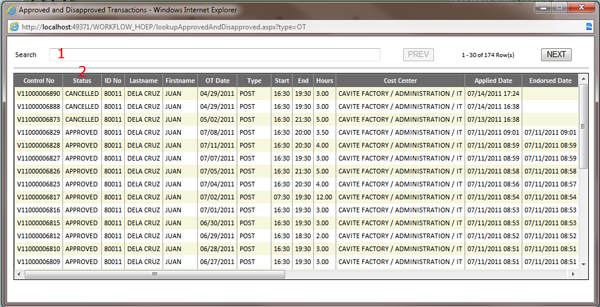 Approved and Disapproved Transactions - Windows Internet Explorer
http://localhost:49371/WORKFLOW_HOEP/lookupApprovedAndDisapproved.aspx?type=OT
Search 1 PREV 1 - 30 of 174 Row(s) NEXT
2
Control No Status ID No Lastname Firstname OT Date Type Start End Hours Cost Center Applied Date Endorsed Date
V11000006890 CANCELLED 80011 DELA CRUZ JUAN 04/29/2011 POST 16:30 19:30 3.00 CAVITE FACTORY / ADMINISTRATION / IT 07/14/2011 17:24
V11000006888 CANCELLED 80011 DELA CRUZ JUAN 04/29/2011 POST 16:30 19:30 3.00 CAVITE FACTORY / ADMINISTRATION / IT 07/14/2011 16:38
V11000006873 CANCELLED 80011 DELA CRUZ JUAN 05/02/2011 POST 16:30 21:30 5.00 CAVITE FACTORY / ADMINISTRATION / IT 07/13/2011 16:38
V11000006829 APPROVED 80011 DELA CRUZ JUAN 07/08/2011 POST 16:30 20:00 3.50 CAVITE FACTORY / ADMINISTRATION / IT 07/11/2011 09:01 07/11/2011 09:01
V11000006828 APPROVED 80011 DELA CRUZ JUAN 07/11/2011 POST 16:30 20:30 4.00 CAVITE FACTORY / ADMINISTRATION / IT 07/11/2011 08:59 07/11/2011 08:59
V11000006827 APPROVED 80011 DELA CRUZ JUAN 07/07/2011 POST 16:30 19:30 3.00 CAVITE FACTORY / ADMINISTRATION / IT 07/11/2011 08:59 07/11/2011 08:59
V11000006826 APPROVED 80011 DELA CRUZ JUAN 07/05/2011 POST 16:30 21:30 5.00 CAVITE FACTORY / ADMINISTRATION / IT 07/11/2011 08:58 07/11/2011 08:58
V11000006823 APPROVED 80011 DELA CRUZ JUAN 07/04/2011 POST 16:30 20:30 4.00 CAVITE FACTORY / ADMINISTRATION / IT 07/11/2011 08:56 07/11/2011 08:57
V11000006817 APPROVED 80011 DELA CRUZ JUAN 07/02/2011 POST 07:30 19:30 12.00 CAVITE FACTORY / ADMINISTRATION / IT 07/11/2011 08:54 07/11/2011 08:54
V11000006816 APPROVED 80011 DELA CRUZ JUAN 07/01/2011 POST 16:30 19:30 3.00 CAVITE FACTORY / ADMINISTRATION / IT 07/11/2011 08:53 07/11/2011 08:54
V11000006815 APPROVED 80011 DELA CRUZ JUAN 06/30/2011 POST 16:30 19:30 3.00 CAVITE FACTORY / ADMINISTRATION / IT 07/11/2011 08:53 07/11/2011 08:53
V11000006812 APPROVED 80011 DELA CRUZ JUAN 06/29/2011 POST 16:30 18:30 2.00 CAVITE FACTORY / ADMINISTRATION / IT 07/11/2011 08:52 07/11/2011 08:52
V11000006810 APPROVED 80011 DELA CRUZ JUAN 06/28/2011 POST 16:30 19:30 3.00 CAVITE FACTORY / ADMINISTRATION / IT 07/11/2011 08:51 07/11/2011 08:52
V11000006809 APPROVED 80011 DELA CRUZ JUAN 06/27/2011 POST 16:30 19:30 3.00 CAVITE FACTORY / ADMINISTRATION / IT 07/11/2011 08:51 07/11/2011 08:51